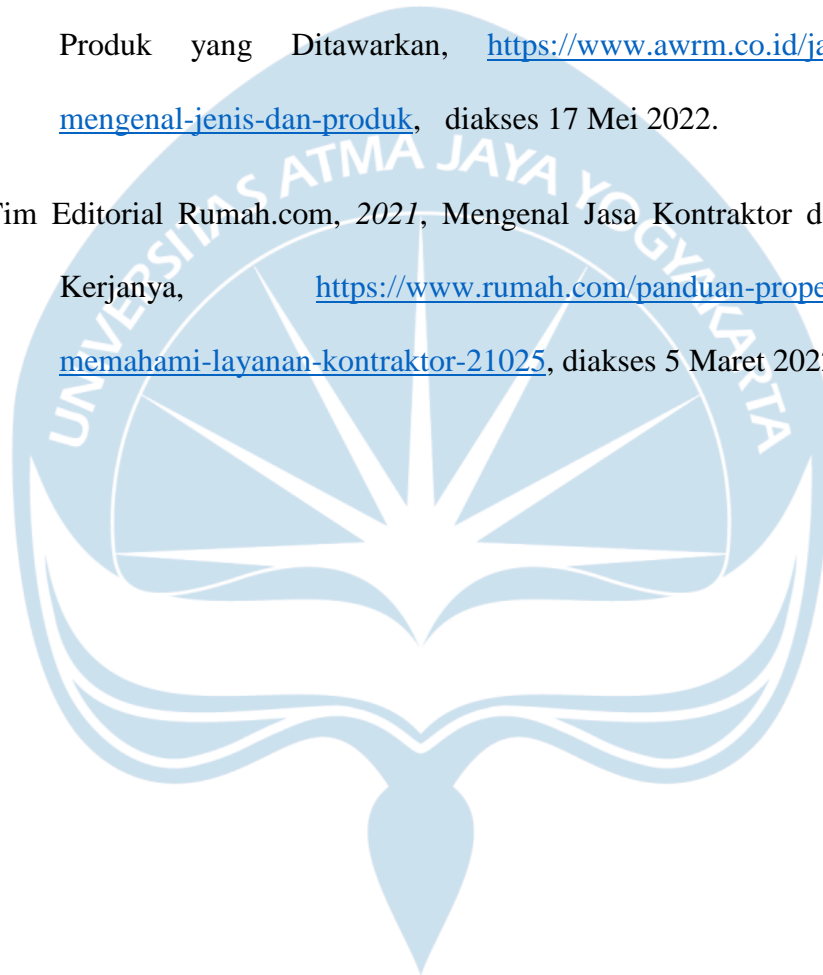 Produk yang Ditawarkan, https://www.awrm.co.id/ja
mengenal-jenis-dan-produk, diakses 17 Mei 2022.
UNIVERSITAS ATMA JAYA YOGYAKARTA
Tim Editorial Rumah.com, 2021, Mengenal Jasa Kontraktor d
Kerjanya, https://www.rumah.com/panduan-prope
memahami-layanan-kontraktor-21025, diakses 5 Maret 202